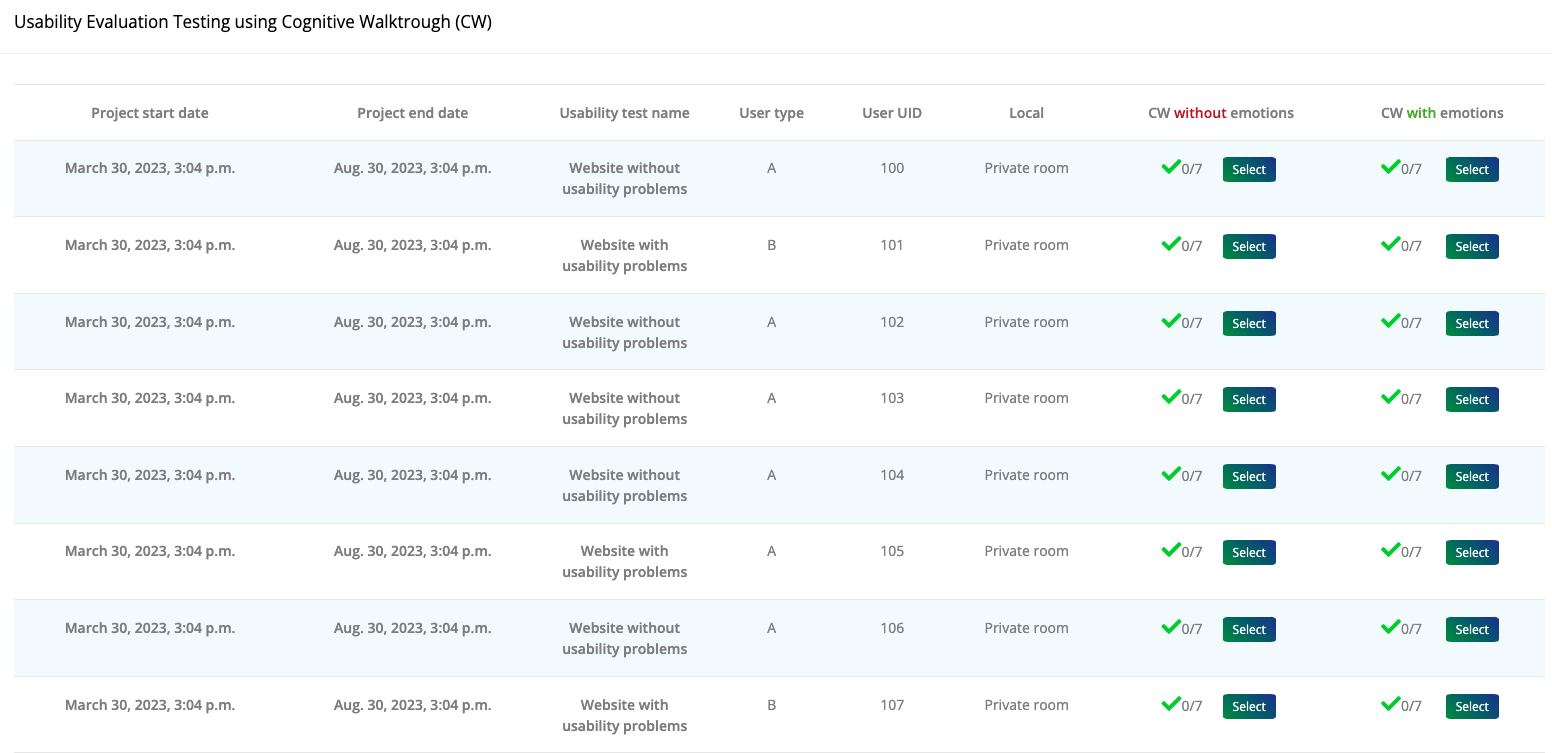 Usability Evaluation Testing using Cognitive Walktrough (CW)
Project start date Project end date Usability test name User type User UID Local CW without emotions CW with emotions
March 30, 2023, 3:04 p.m. Aug. 30, 2023, 3:04 p.m. Website without A 100 Private room 0/7 Select 0/7 Select
usability problems
March 30, 2023, 3:04 p.m. Aug. 30, 2023, 3:04 p.m. Website with B 101 Private room 0/7 Select 0/7 Select
usability problems
March 30, 2023, 3:04 p.m. Aug. 30, 2023, 3:04 p.m. Website without A 102 Private room 0/7 Select 0/7 Select
usability problems
March 30, 2023, 3:04 p.m. Aug. 30, 2023, 3:04 p.m. Website without A 103 Private room 0/7 Select 0/7 Select
usability problems
March 30, 2023, 3:04 p.m. Aug. 30, 2023, 3:04 p.m. Website without A 104 Private room 0/7 Select 0/7 Select
usability problems
March 30, 2023, 3:04 p.m. Aug. 30, 2023, 3:04 p.m. Website with A 105 Private room 0/7 Select 0/7 Select
usability problems
March 30, 2023, 3:04 p.m. Aug. 30, 2023, 3:04 p.m. Website without A 106 Private room 0/7 Select 0/7 Select
usability problems
March 30, 2023, 3:04 p.m. Aug. 30, 2023, 3:04 p.m. Website with B 107 Private room 0/7 Select 0/7 Select
usability problems